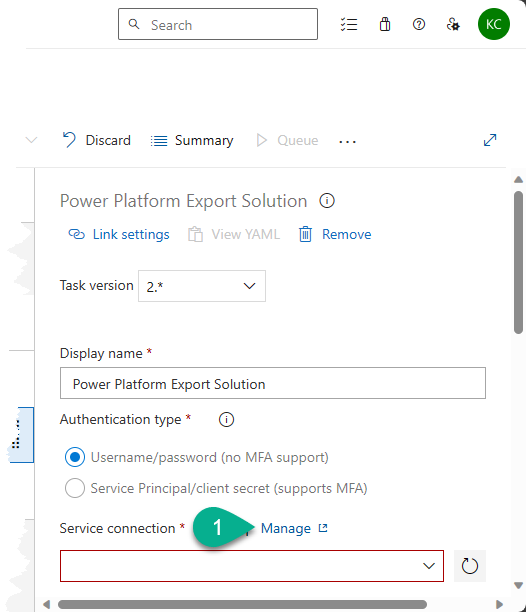 Search
KC
Discard Summary Queue ...
Power Platform Export Solution
Link settings View YAML Remove
Task version 2.*
Display name *
Power Platform Export Solution
Authentication type *
Username/password (no MFA support)
Service Principal/client secret (supports MFA)
Service connection * 1 | Manage